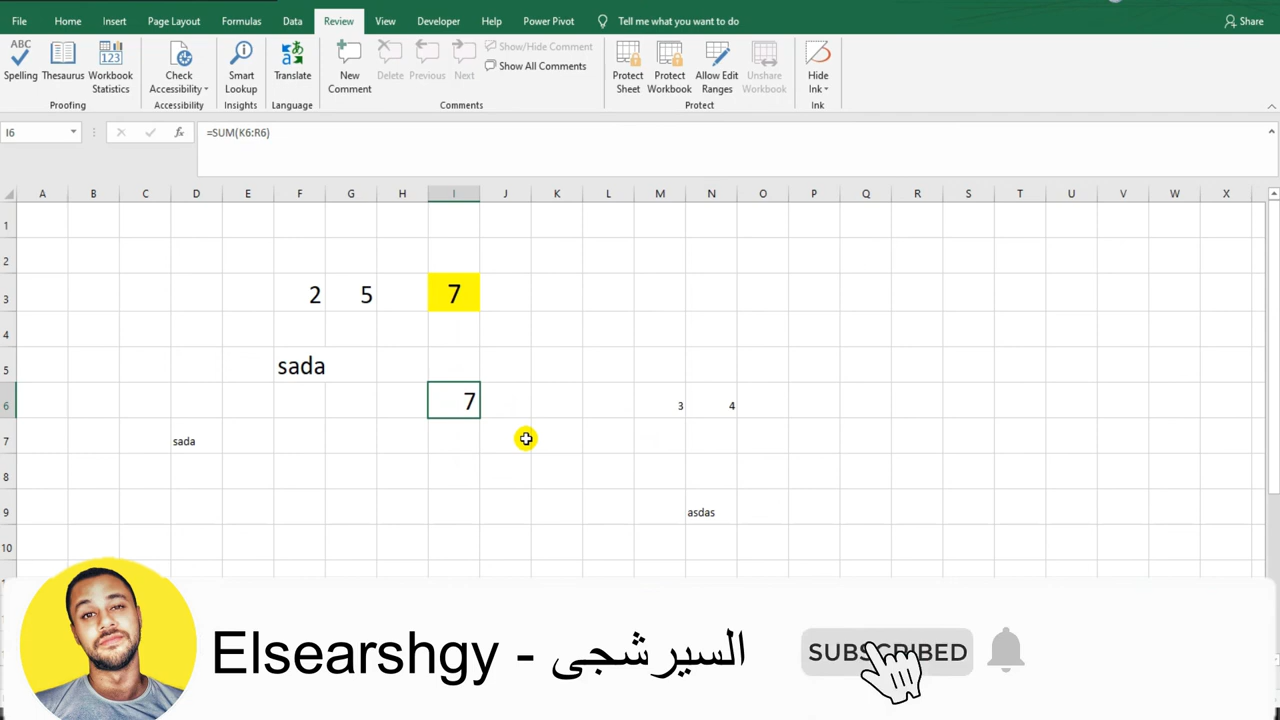 File Home Insert Page Layout Formulas Data Review View Developer Help Power Pivot Tell me what you want to do Share
ABC
Spelling
Thesaurus
123
Workbook
Statistics
Proofing
Check
Accessibility
Accessibility
Smart
Lookup
Insights
Translate
Language
New
Comment
Delete
Previous
Next
Show/Hide Comment
Show All Comments
Comments
Protect
Sheet
Protect
Workbook
Allow Edit
Ranges
Unshare
Workbook
Protect
Hide
Ink
Ink
I6 fx =SUM(K6:R6)
A B C D E F G H I J K L M N O P Q R S T U V W X
1
2
3 2 5 7
4
5 sada
6 7 3 4
7 sada
8
9 asdas
10
Elsearshgy - السيرشجى SUBSCRIBED